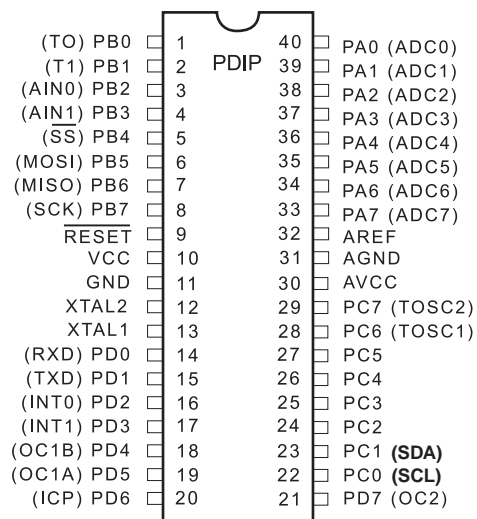 (TO) PB0 1 40 PA0 (ADC0)
(T1) PB1 2 PDIP 39 PA1 (ADC1)
(AIN0) PB2 3 38 PA2 (ADC2)
(AIN1) PB3 4 37 PA3 (ADC3)
(SS) PB4 5 36 PA4 (ADC4)
(MOSI) PB5 6 35 PA5 (ADC5)
(MISO) PB6 7 34 PA6 (ADC6)
(SCK) PB7 8 33 PA7 (ADC7)
RESET 9 32 AREF
VCC 10 31 AGND
GND 11 30 AVCC
XTAL2 12 29 PC7 (TOSC2)
XTAL1 13 28 PC6 (TOSC1)
(RXD) PD0 14 27 PC5
(TXD) PD1 15 26 PC4
(INT0) PD2 16 25 PC3
(INT1) PD3 17 24 PC2
(OC1B) PD4 18 23 PC1 (SDA)
(OC1A) PD5 19 22 PC0 (SCL)
(ICP) PD6 20 21 PD7 (OC2)